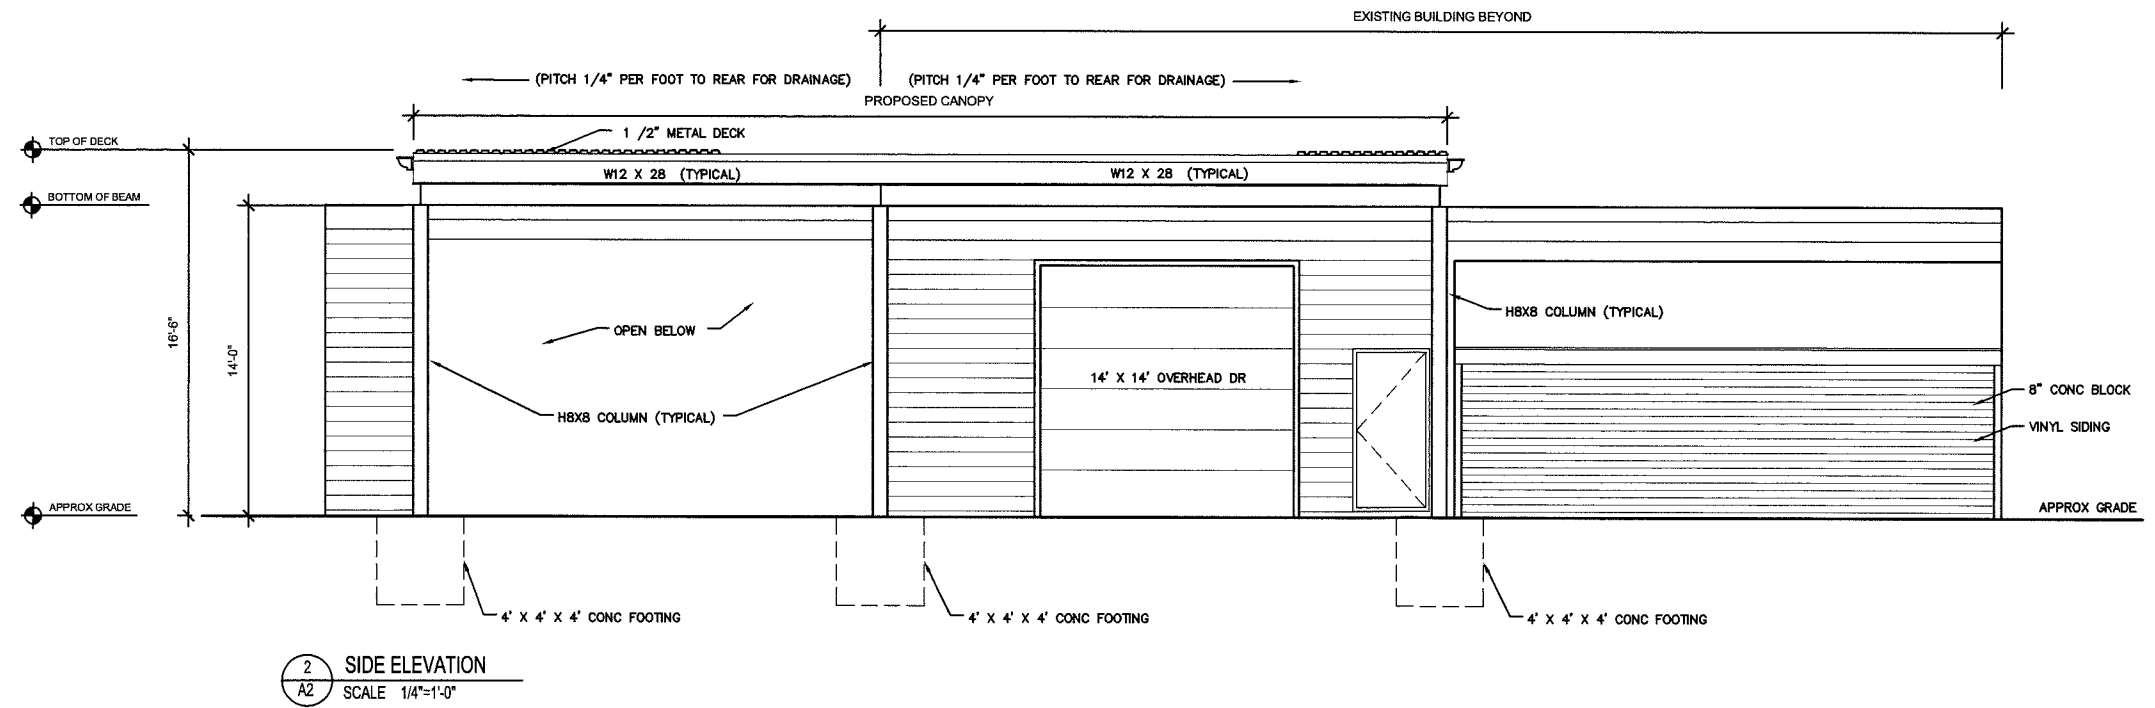 EXISTING BUILDING BEYOND
(PITCH 1/4" PER FOOT TO REAR FOR DRAINAGE)
(PITCH 1/4" PER FOOT TO REAR FOR DRAINAGE)
PROPOSED CANOPY
1 /2" METAL DECK
TOP OF DECK
W12 X 28 (TYPICAL)
W12 X 28 (TYPICAL)
BOTTOM OF BEAM
16'-6"
14'-0"
OPEN BELOW
H8X8 COLUMN (TYPICAL)
14' X 14' OVERHEAD DR
8" CONC BLOCK
H8X8 COLUMN (TYPICAL)
VINYL SIDING
APPROX GRADE
APPROX GRADE
4' X 4' X 4' CONC FOOTING
4' X 4' X 4' CONC FOOTING
4' X 4' X 4' CONC FOOTING
2
A2
SIDE ELEVATION
SCALE 1/4"=1'-0"